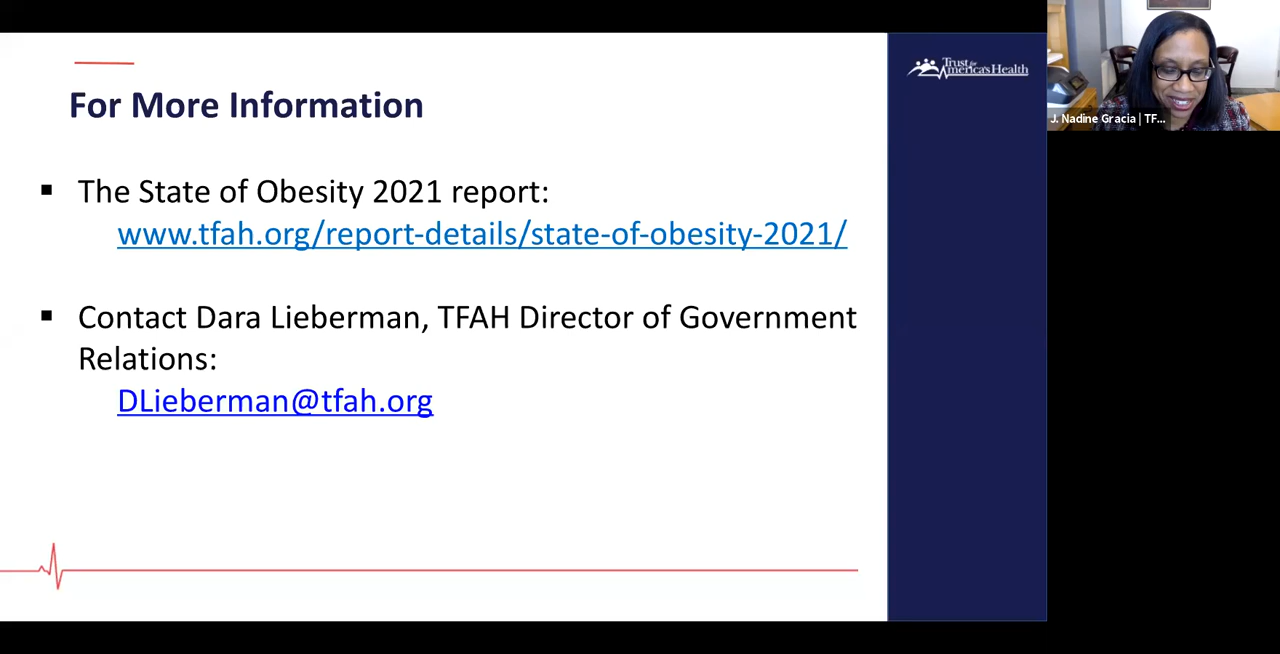 For More Information
▪ The State of Obesity 2021 report:
www.tfah.org/report-details/state-of-obesity-2021/
▪ Contact Dara Lieberman, TFAH Director of Government
Relations:
DLieberman@tfah.org
Trust for
America's Health
J. Nadine Gracia | TF...